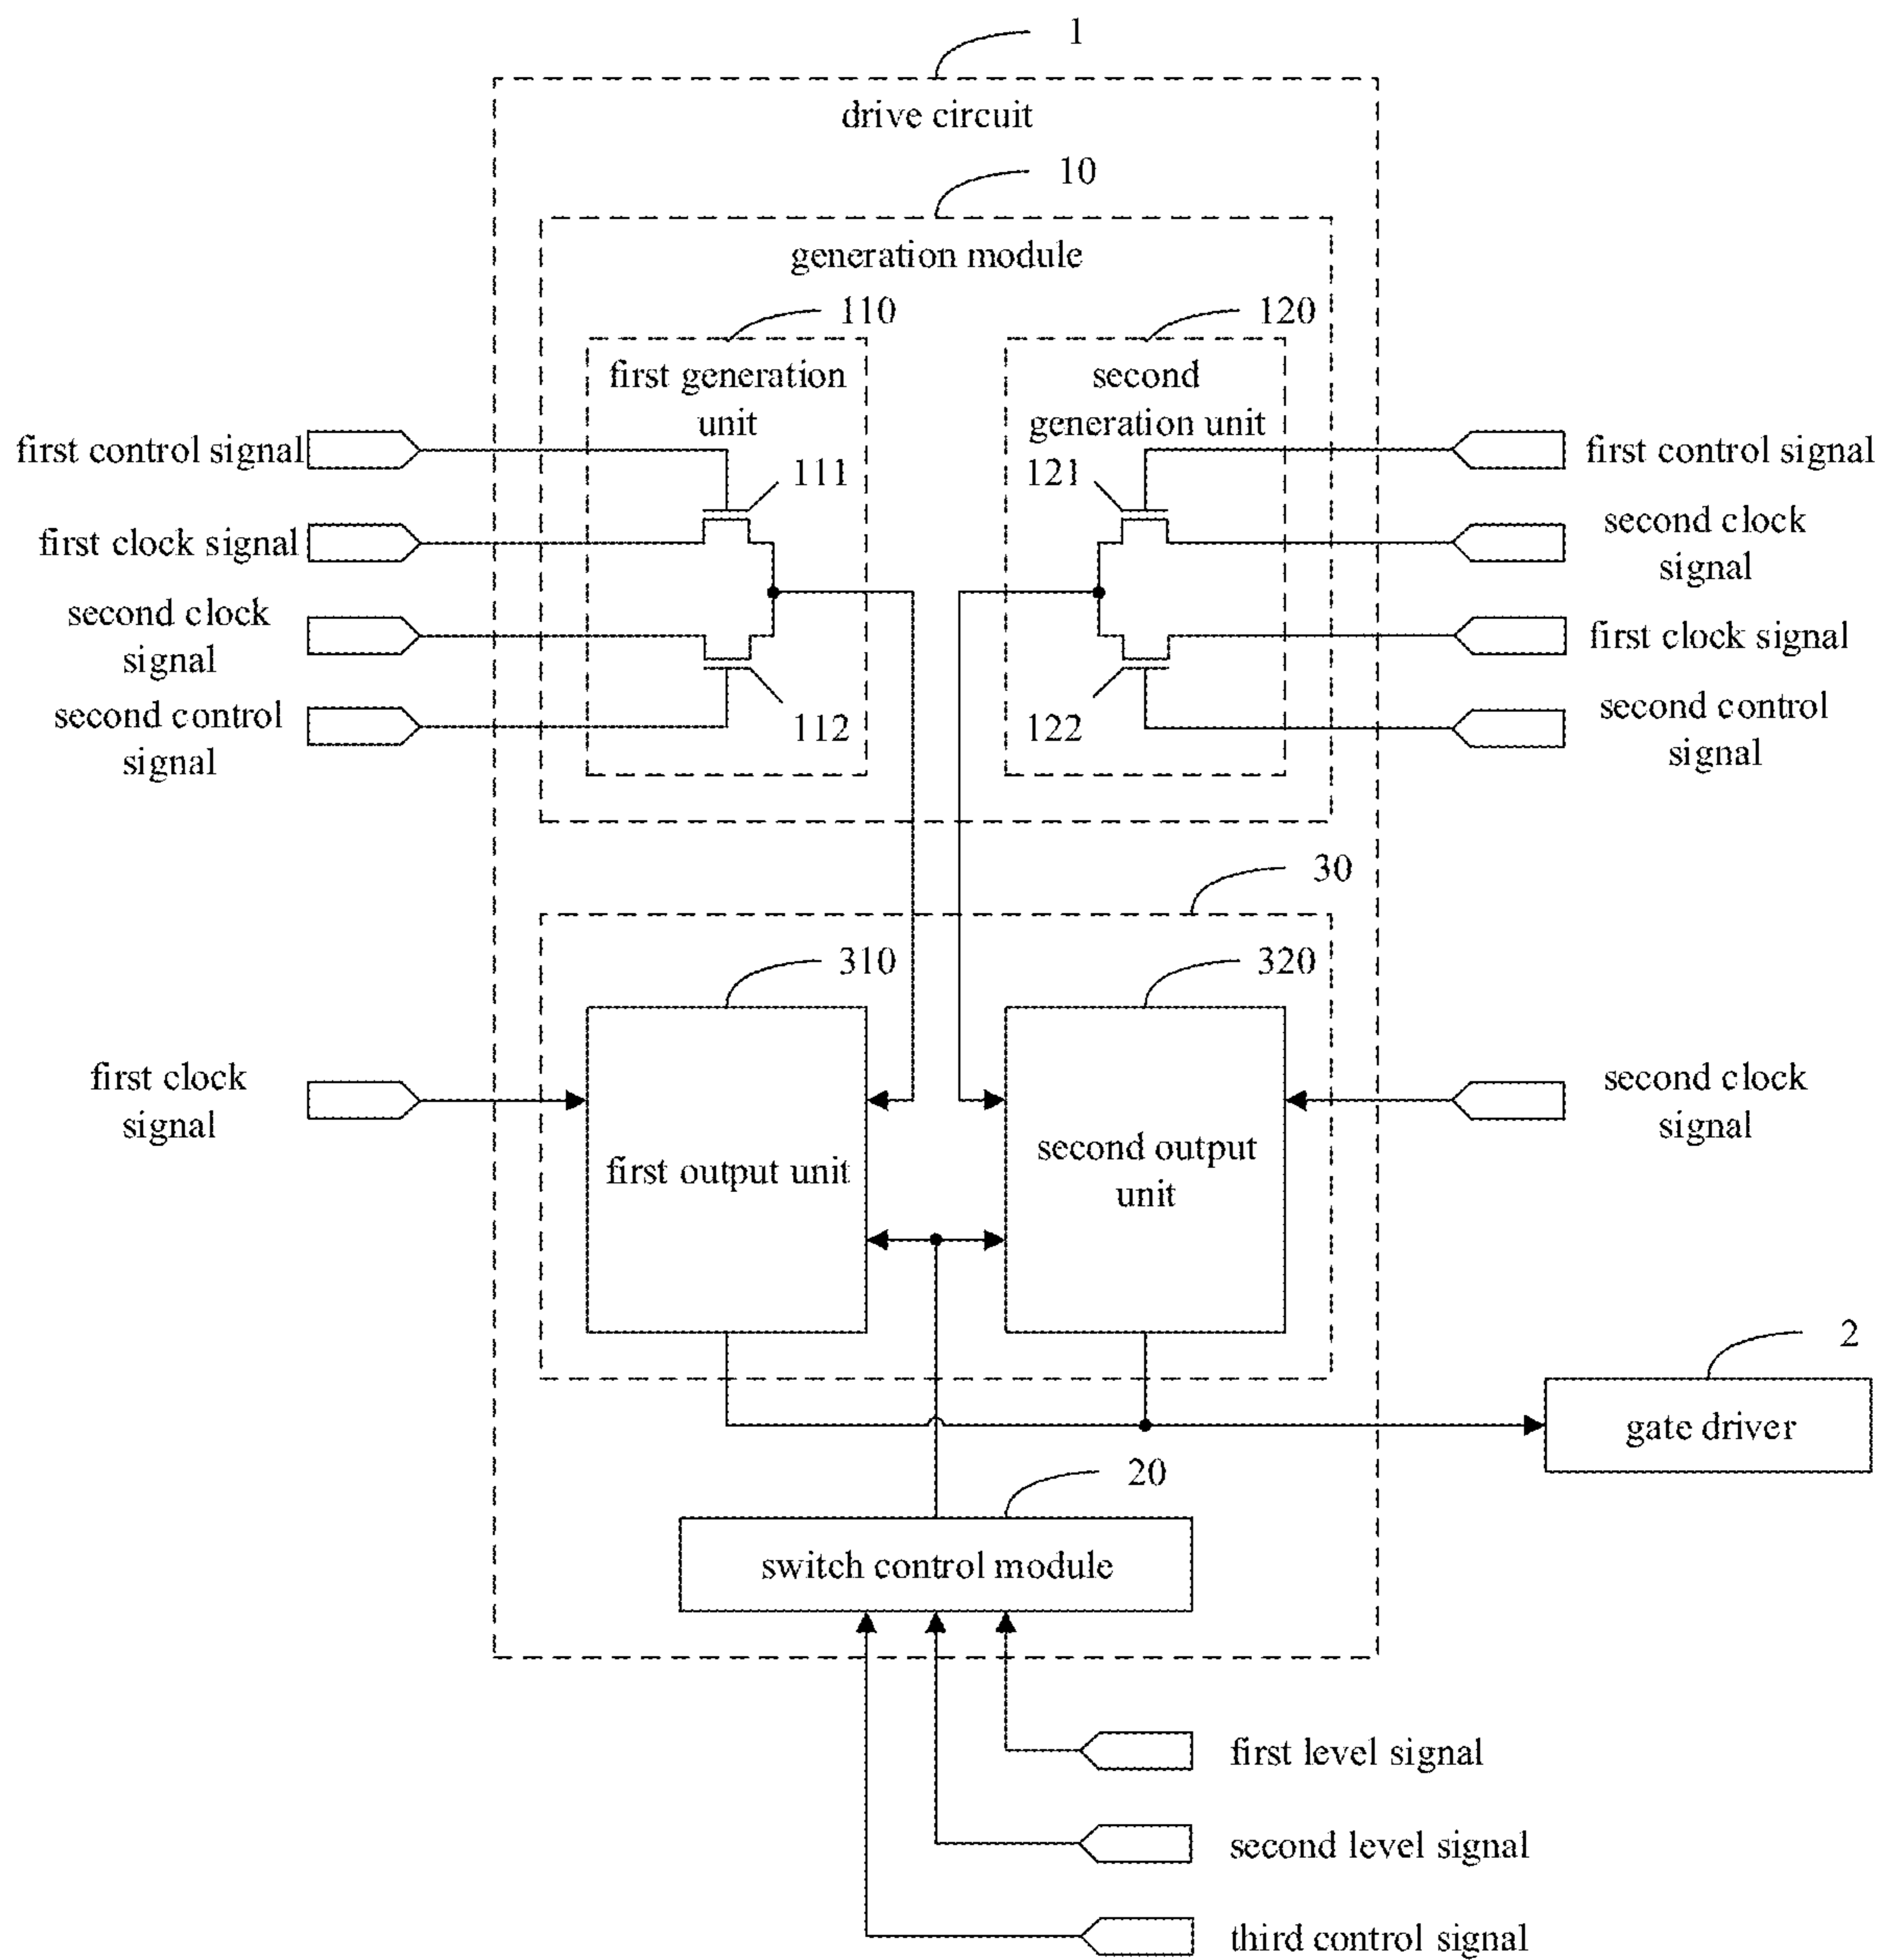 1
drive circuit
10
generation module
110
120
first generation
unit
second
generation unit
first control signal
first control signal
111
121
first clock signal
second clock
signal
second clock
signal
first clock signal
second control
signal
112
122
second control
signal
30
310
320
first clock
signal
second clock
signal
first output unit
second output
unit
2
gate driver
20
switch control module
first level signal
second level signal
third control signal